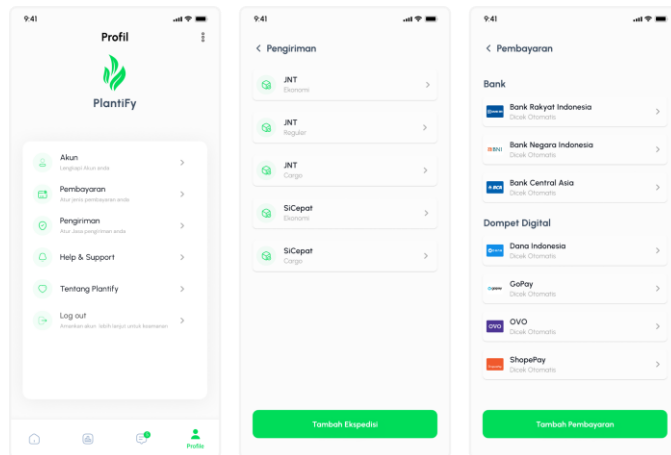 9:41
Profil
PlantiFy
Akun
Lengkapi Akun anda
Pembayaran
Atur jenis pembayaran anda
Pengiriman
Atur Jasa pengiriman anda
Help & Support
Tentang Plantify
Log out
Amankan akun lebih lanjut untuk keamanan
Profile
9:41
Pengiriman
JNT
Ekonomi
JNT
Reguler
JNT
Cargo
SiCepat
Ekonomi
SiCepat
Cargo
Tambah Ekspedisi
9:41
Pembayaran
Bank
Bank Rakyat Indonesia
Dicek Otomatis
BNI
Bank Negara Indonesia
Dicek Otomatis
BCA
Bank Central Asia
Dicek Otomatis
Dompet Digital
Dana Indonesia
Dicek Otomatis
GoPay
Dicek Otomatis
OVO
OVO
Dicek Otomatis
ShopePay
Dicek Otomatis
Tambah Pembayaran